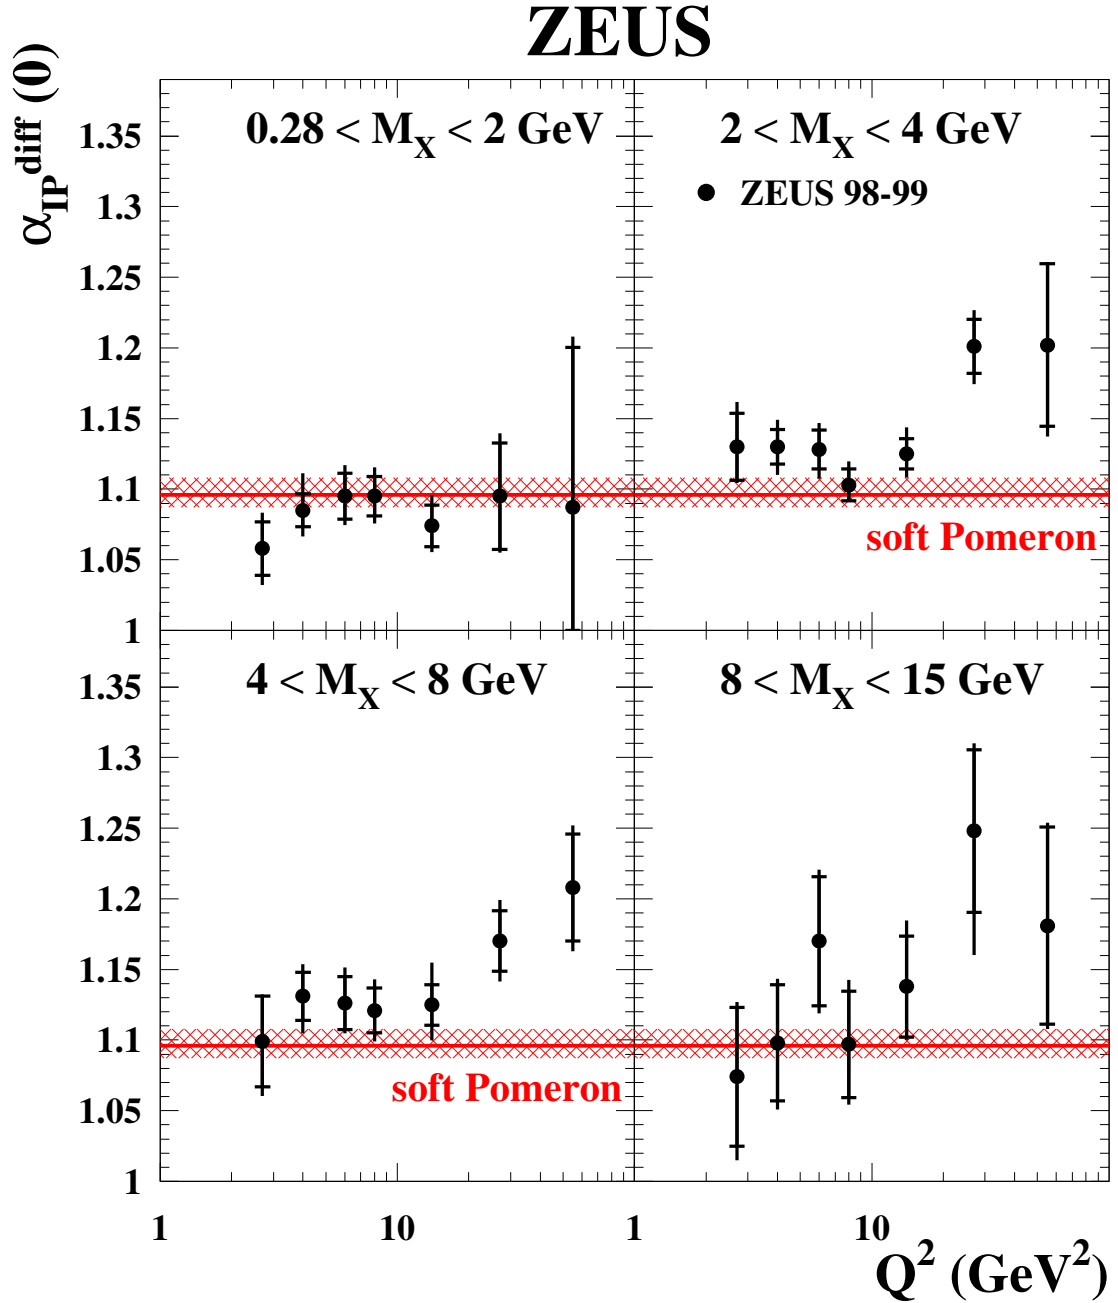 ZEUS
α_IP^diff (0)
0.28 < M_X < 2 GeV
2 < M_X < 4 GeV
ZEUS 98-99
1.35
1.3
1.25
1.2
1.15
1.1
1.05
1
soft Pomeron
4 < M_X < 8 GeV
8 < M_X < 15 GeV
1.35
1.3
1.25
1.2
1.15
1.1
1.05
1
soft Pomeron
1 10 1 10
Q^2 (GeV^2)